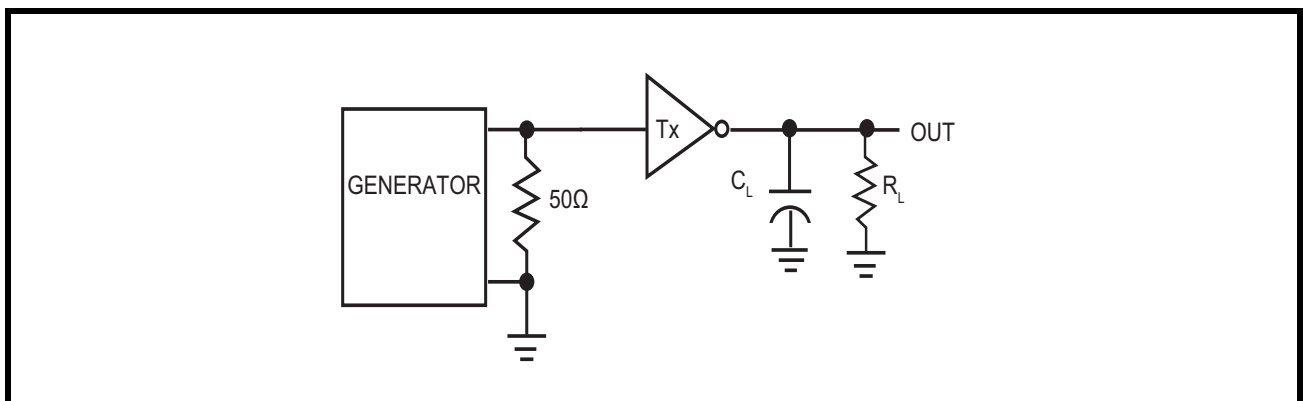 GENERATOR
50Ω
Tx
OUT
C_L
R_L